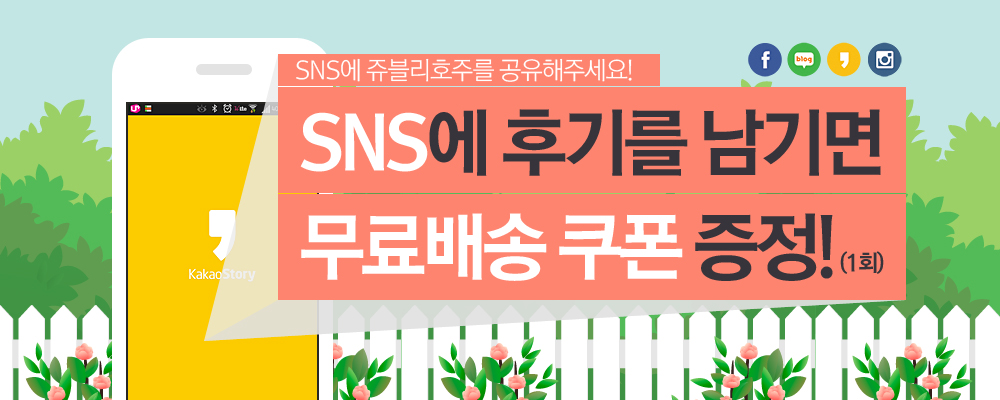 SNS에 쥬블리호주를 공유해주세요!
f
blog
SNS에 후기를 남기면
무료배송 쿠폰 증정! (1회)
KakaoStory